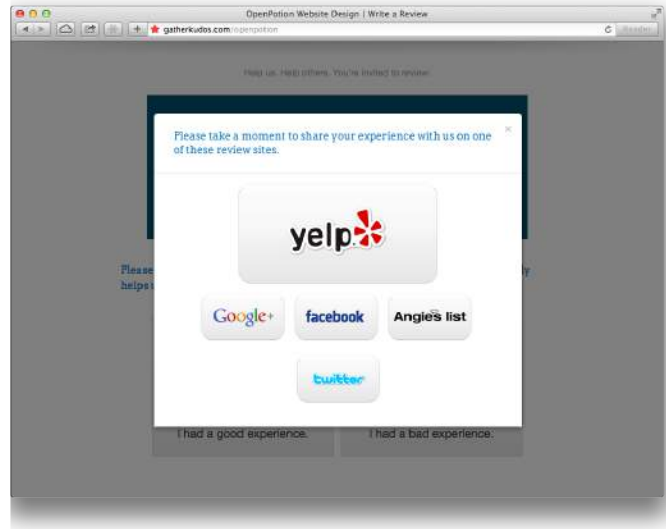 OpenPotion Website Design | Write a Review
gatherkudos.com/openpotion
Reader
Help us. Help others. You're invited to review:
Please take a moment to share your experience with us on one
of these review sites.
×
yelp
Google+
facebook
Angie's list
twitter
Please
ly
helps
I had a good experience.
I had a bad experience.